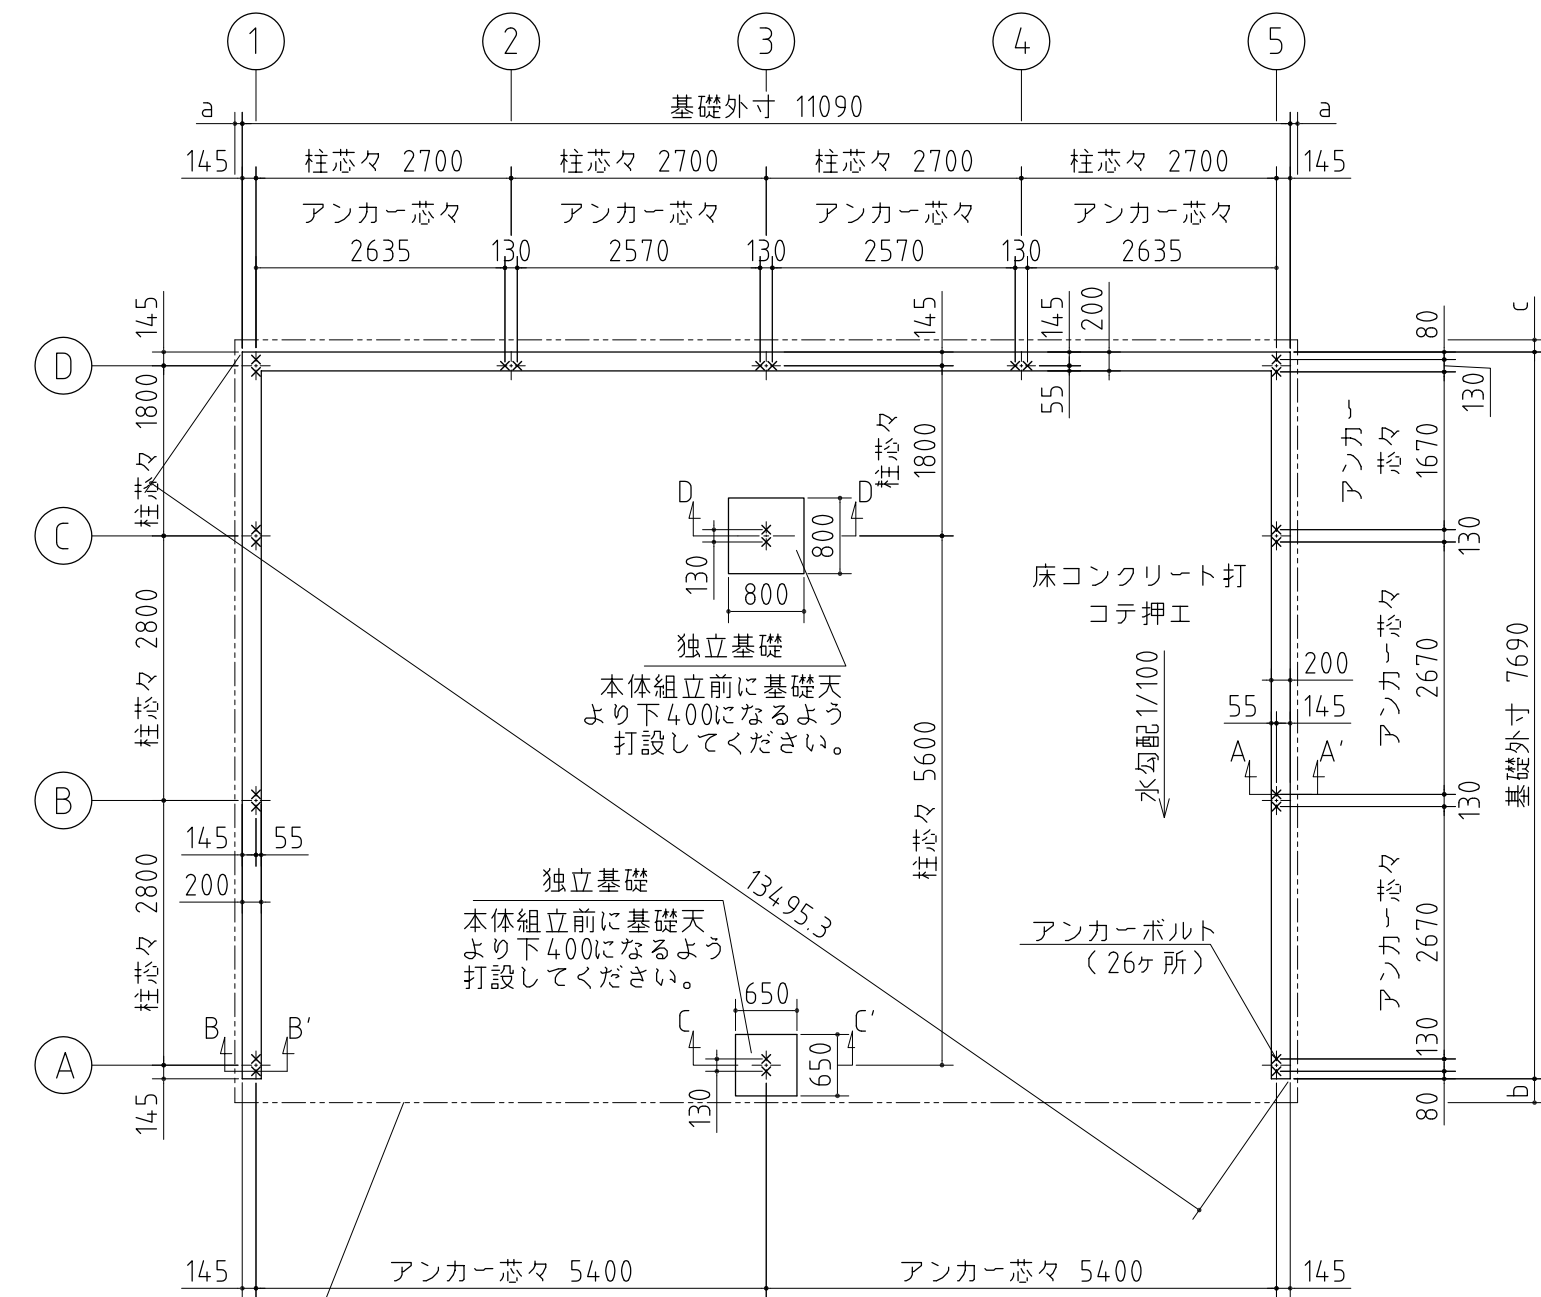 1 2 3 4 5
a 基礎外寸 11090 a
145 柱芯々 2700 柱芯々 2700 柱芯々 2700 柱芯々 2700 145
アンカー芯々 アンカー芯々 アンカー芯々 アンカー芯々
2635 130 2570 130 2570 130 2635
145 145 145 200 80 c
D
55 130
柱芯々 1800
柱芯々
1800
アンカー
芯々 1670
D D'
C
130
800
800
130
床コンクリート打
コテ押エ
独立基礎
本体組立前に基礎天
より下400になるよう
打設してください。
柱芯々 2800
アンカー芯々 2670
基礎外寸 7690
200
55 145
水勾配1/100
A A'
柱芯々 5600
B
130
145 55
200
柱芯々 2800
独立基礎
本体組立前に基礎天
より下400になるよう
打設してください。
13495.3
アンカーボルト
(26ケ所)
アンカー芯々 2670
650
B B' C C'
650
130
A
145
130
80
b
145 アンカー芯々 5400 アンカー芯々 5400 145